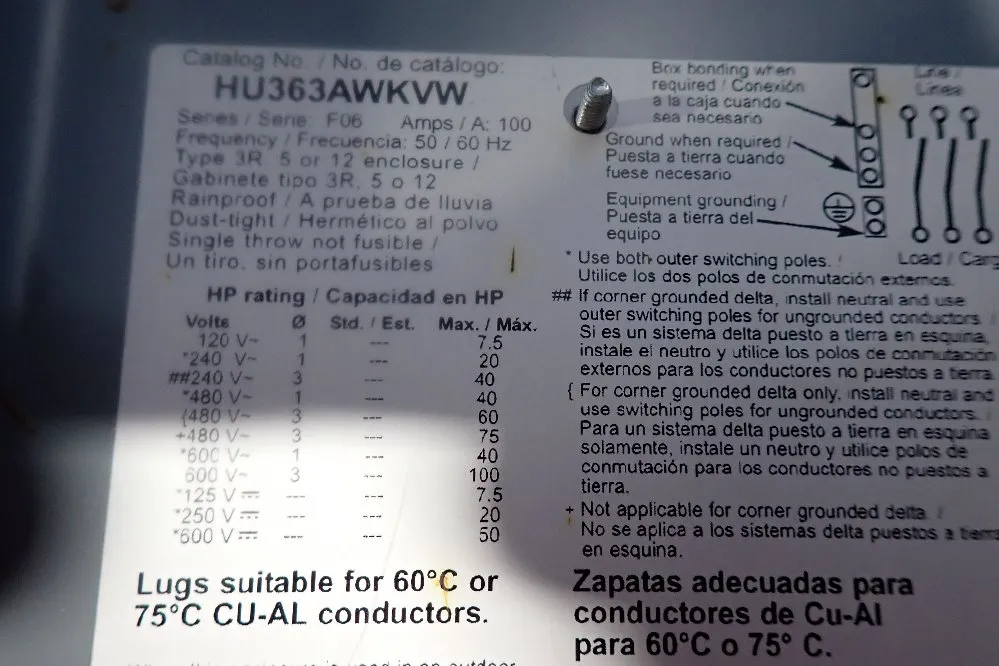 Catalog No. / No. de catálogo:
HU363AWKVW
Series / Serie: F06 Amps / A: 100
Frequency / Frecuencia: 50 / 60 Hz
Type 3R, 5 or 12 enclosure /
Gabinete tipo 3R, 5 o 12
Rainproof / A prueba de lluvia
Dust-tight / Hermético al polvo
Single throw not fusible /
Un tiro, sin portafusibles
HP rating / Capacidad en HP
Volts Ø Std. / Est. Max. / Máx.
120 V~ 1 --- 7.5
*240 V~ 1 --- 20
##240 V~ 3 --- 40
*480 V~ 1 --- 40
{480 V~ 3 --- 60
+480 V~ 3 --- 75
*600 V~ 1 --- 40
600 V~ 3 --- 100
*125 V⎓ --- --- 7.5
*250 V⎓ --- --- 20
*600 V⎓ --- --- 50
Lugs suitable for 60°C or
75°C CU-AL conductors.
Box bonding when
required / Conexión
a la caja cuando
sea necesario
Ground when required /
Puesta a tierra cuando
fuese necesario
Equipment grounding /
Puesta a tierra del
equipo
Line /
Línea
Load / Carg
* Use both outer switching poles. /
Utilice los dos polos de conmutación externos.
## If corner grounded delta, install neutral and use
outer switching poles for ungrounded conductors. /
Si es un sistema delta puesto a tierra en esquina,
instale el neutro y utilice los polos de conmutación
externos para los conductores no puestos a tierra.
{ For corner grounded delta only, install neutral and
use switching poles for ungrounded conductors. /
Para un sistema delta puesto a tierra en esquina
solamente, instale un neutro y utilice polos de
conmutación para los conductores no puestos a
tierra.
+ Not applicable for corner grounded delta. /
No se aplica a los sistemas delta puestos a tierra
en esquina.
Zapatas adecuadas para
conductores de Cu-Al
para 60°C o 75° C.